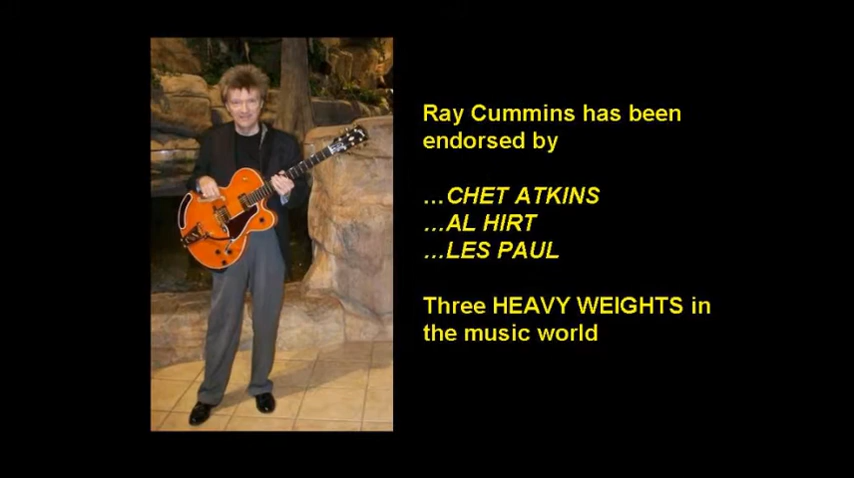 Ray Cummins has been
endorsed by
...CHET ATKINS
...AL HIRT
...LES PAUL
Three HEAVY WEIGHTS in
the music world